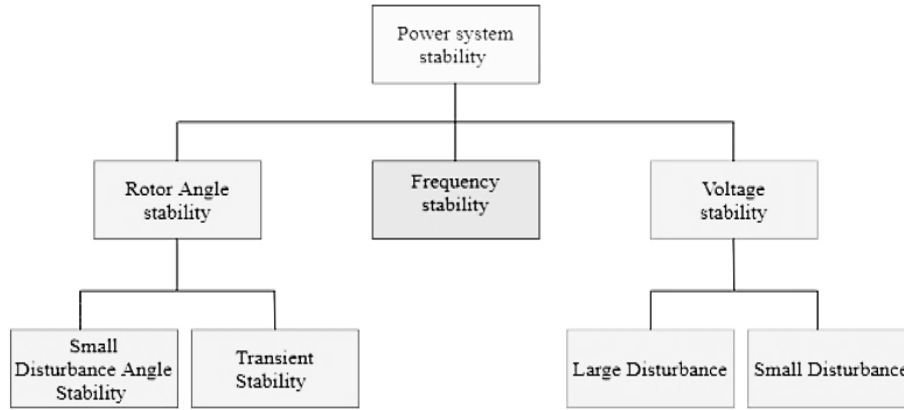 Power system
stability
Rotor Angle
stability
Frequency
stability
Voltage
stability
Small
Disturbance Angle
Stability
Transient
Stability
Large Disturbance
Small Disturbance